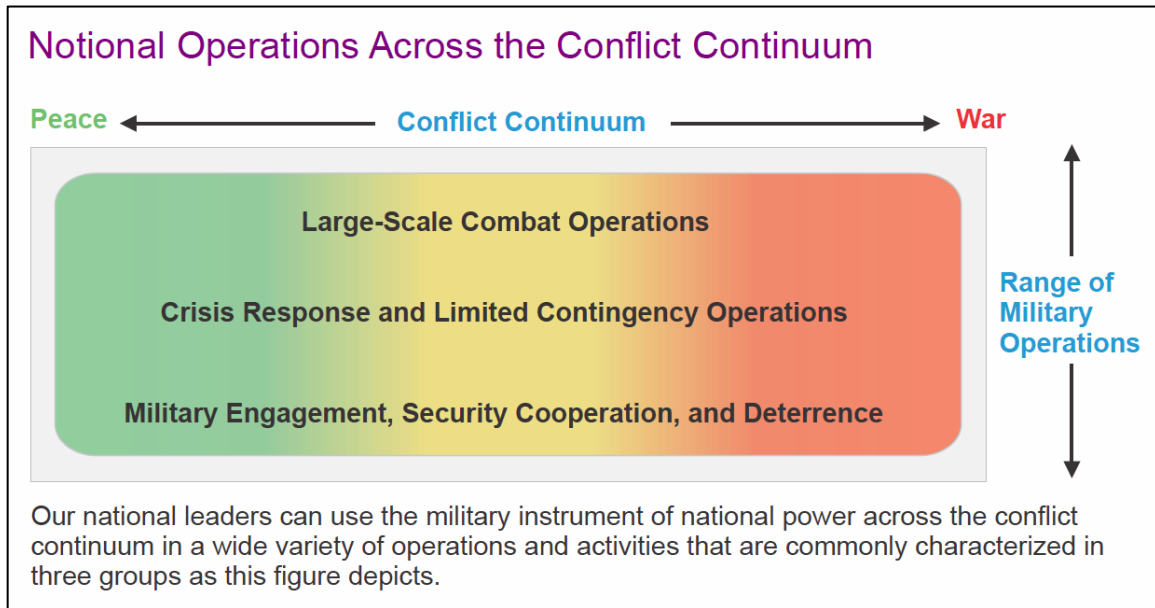 Notional Operations Across the Conflict Continuum
Peace
Conflict Continuum
War
Large-Scale Combat Operations
Crisis Response and Limited Contingency Operations
Military Engagement, Security Cooperation, and Deterrence
Range of
Military
Operations
Our national leaders can use the military instrument of national power across the conflict
continuum in a wide variety of operations and activities that are commonly characterized in
three groups as this figure depicts.